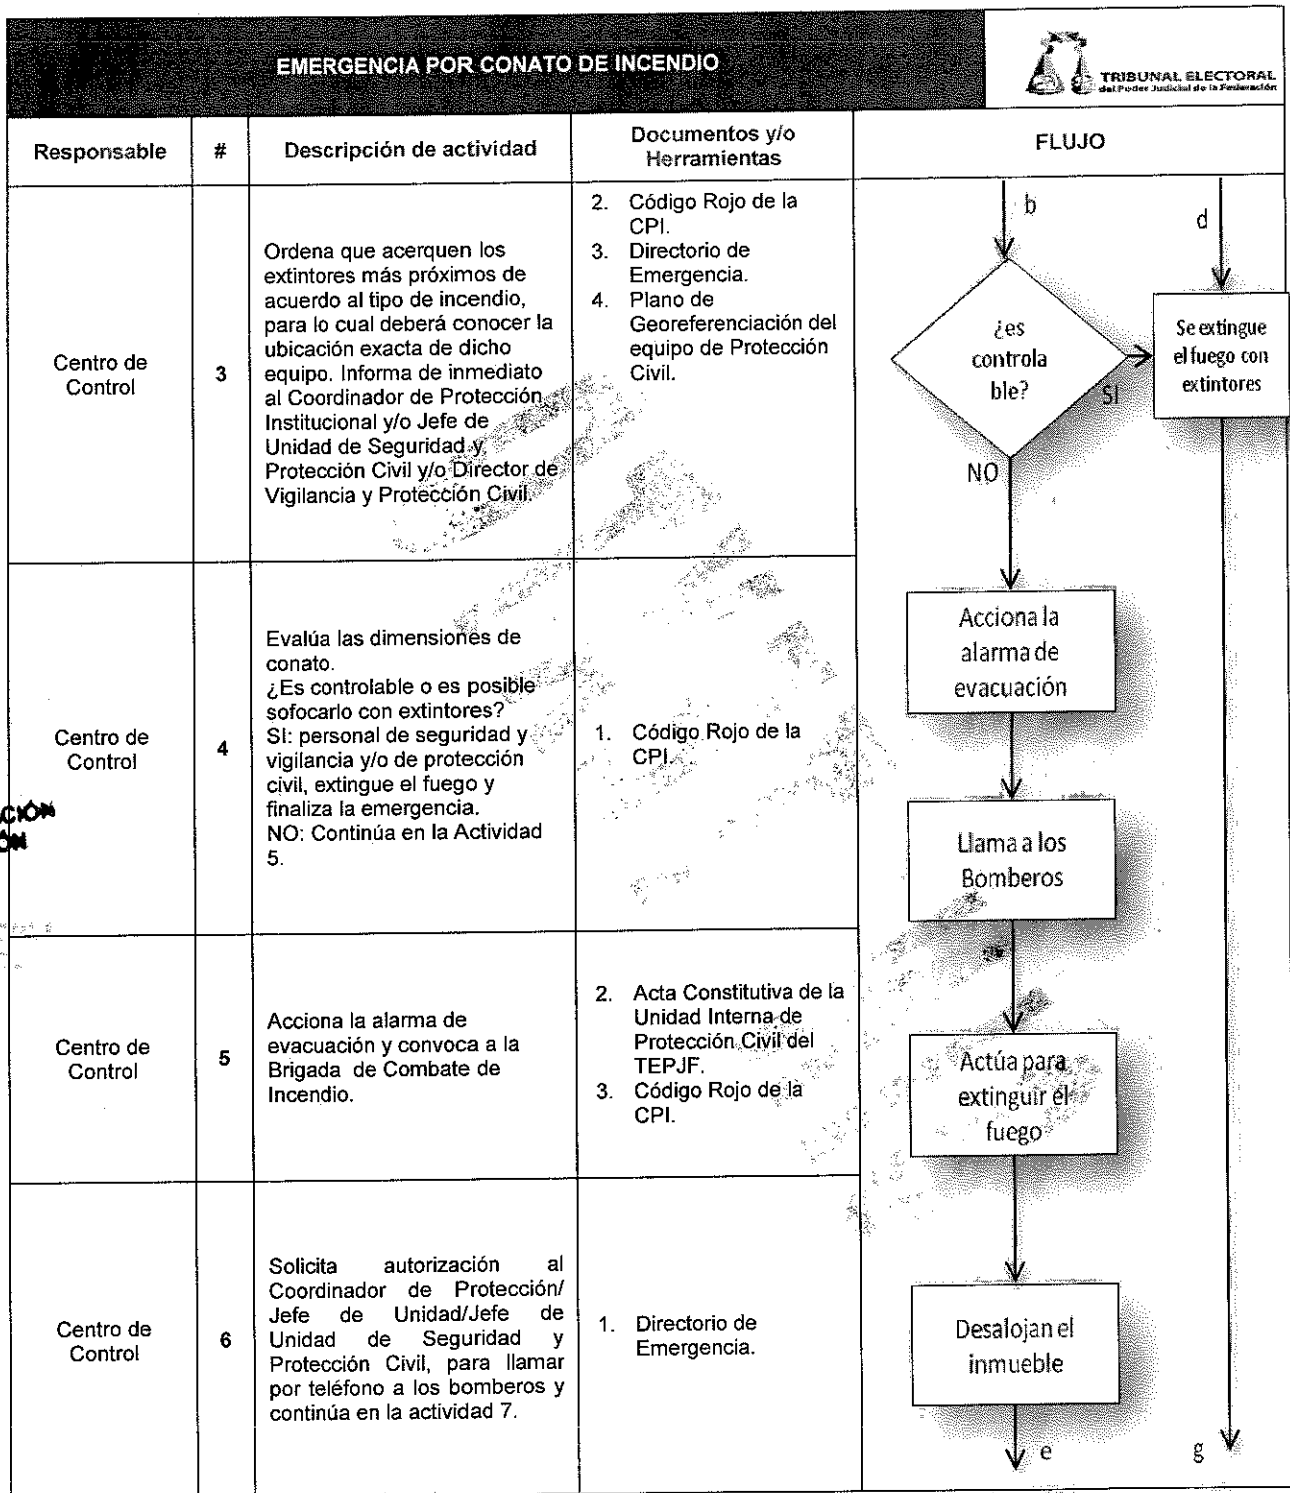 EMERGENCIA POR CONATO DE INCENDIO
TRIBUNAL ELECTORAL
del Poder Judicial de la Federación
Responsable
#
Descripción de actividad
Documentos y/o
Herramientas
FLUJO
Centro de
Control
3
Ordena que acerquen los
extintores más próximos de
acuerdo al tipo de incendio,
para lo cual deberá conocer la
ubicación exacta de dicho
equipo. Informa de inmediato
al Coordinador de Protección
Institucional y/o Jefe de
Unidad de Seguridad y
Protección Civil y/o Director de
Vigilancia y Protección Civil.
2. Código Rojo de la
CPI.
3. Directorio de
Emergencia.
4. Plano de
Georeferenciación del
equipo de Protección
Civil.
Centro de
Control
4
Evalúa las dimensiones de
conato.
¿Es controlable o es posible
sofocarlo con extintores?
SI: personal de seguridad y
vigilancia y/o de protección
civil, extingue el fuego y
finaliza la emergencia.
NO: Continúa en la Actividad
5.
1. Código Rojo de la
CPI.
Centro de
Control
5
Acciona la alarma de
evacuación y convoca a la
Brigada de Combate de
Incendio.
2. Acta Constitutiva de la
Unidad Interna de
Protección Civil del
TEPJF.
3. Código Rojo de la
CPI.
Centro de
Control
6
Solicita autorización al
Coordinador de Protección/
Jefe de Unidad/Jefe de
Unidad de Seguridad y
Protección Civil, para llamar
por teléfono a los bomberos y
continúa en la actividad 7.
1. Directorio de
Emergencia.
b
d
¿es
controla
ble?
SI
NO
Se extingue
el fuego con
extintores
Acciona la
alarma de
evacuación
Llama a los
Bomberos
Actúa para
extinguir el
fuego
Desalojan el
inmueble
e
g